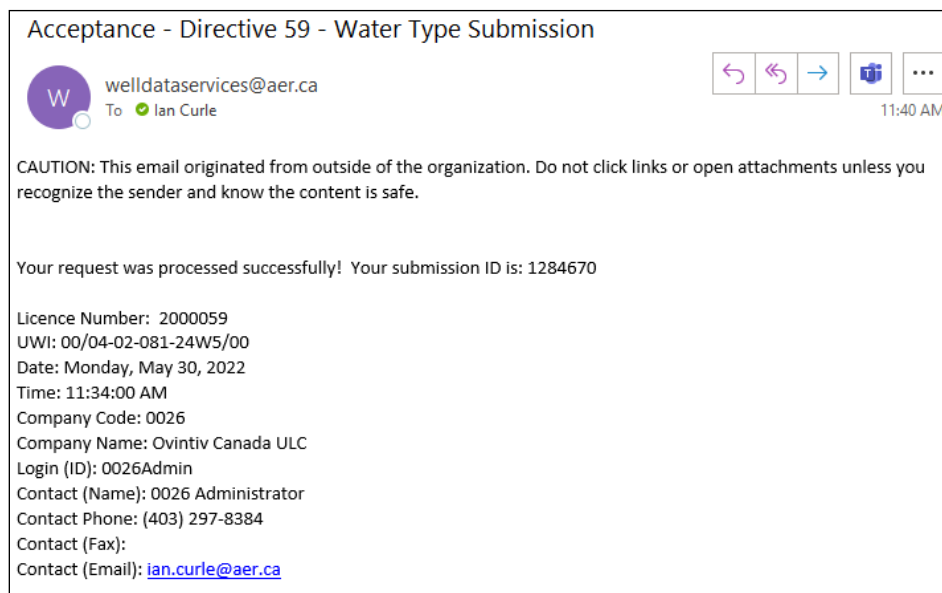 Acceptance - Directive 59 - Water Type Submission
W
welldataservices@aer.ca
To Ian Curle
11:40 AM
CAUTION: This email originated from outside of the organization. Do not click links or open attachments unless you
recognize the sender and know the content is safe.
Your request was processed successfully!  Your submission ID is: 1284670
Licence Number:  2000059
UWI: 00/04-02-081-24W5/00
Date: Monday, May 30, 2022
Time: 11:34:00 AM
Company Code: 0026
Company Name: Ovintiv Canada ULC
Login (ID): 0026Admin
Contact (Name): 0026 Administrator
Contact Phone: (403) 297-8384
Contact (Fax):
Contact (Email): ian.curle@aer.ca